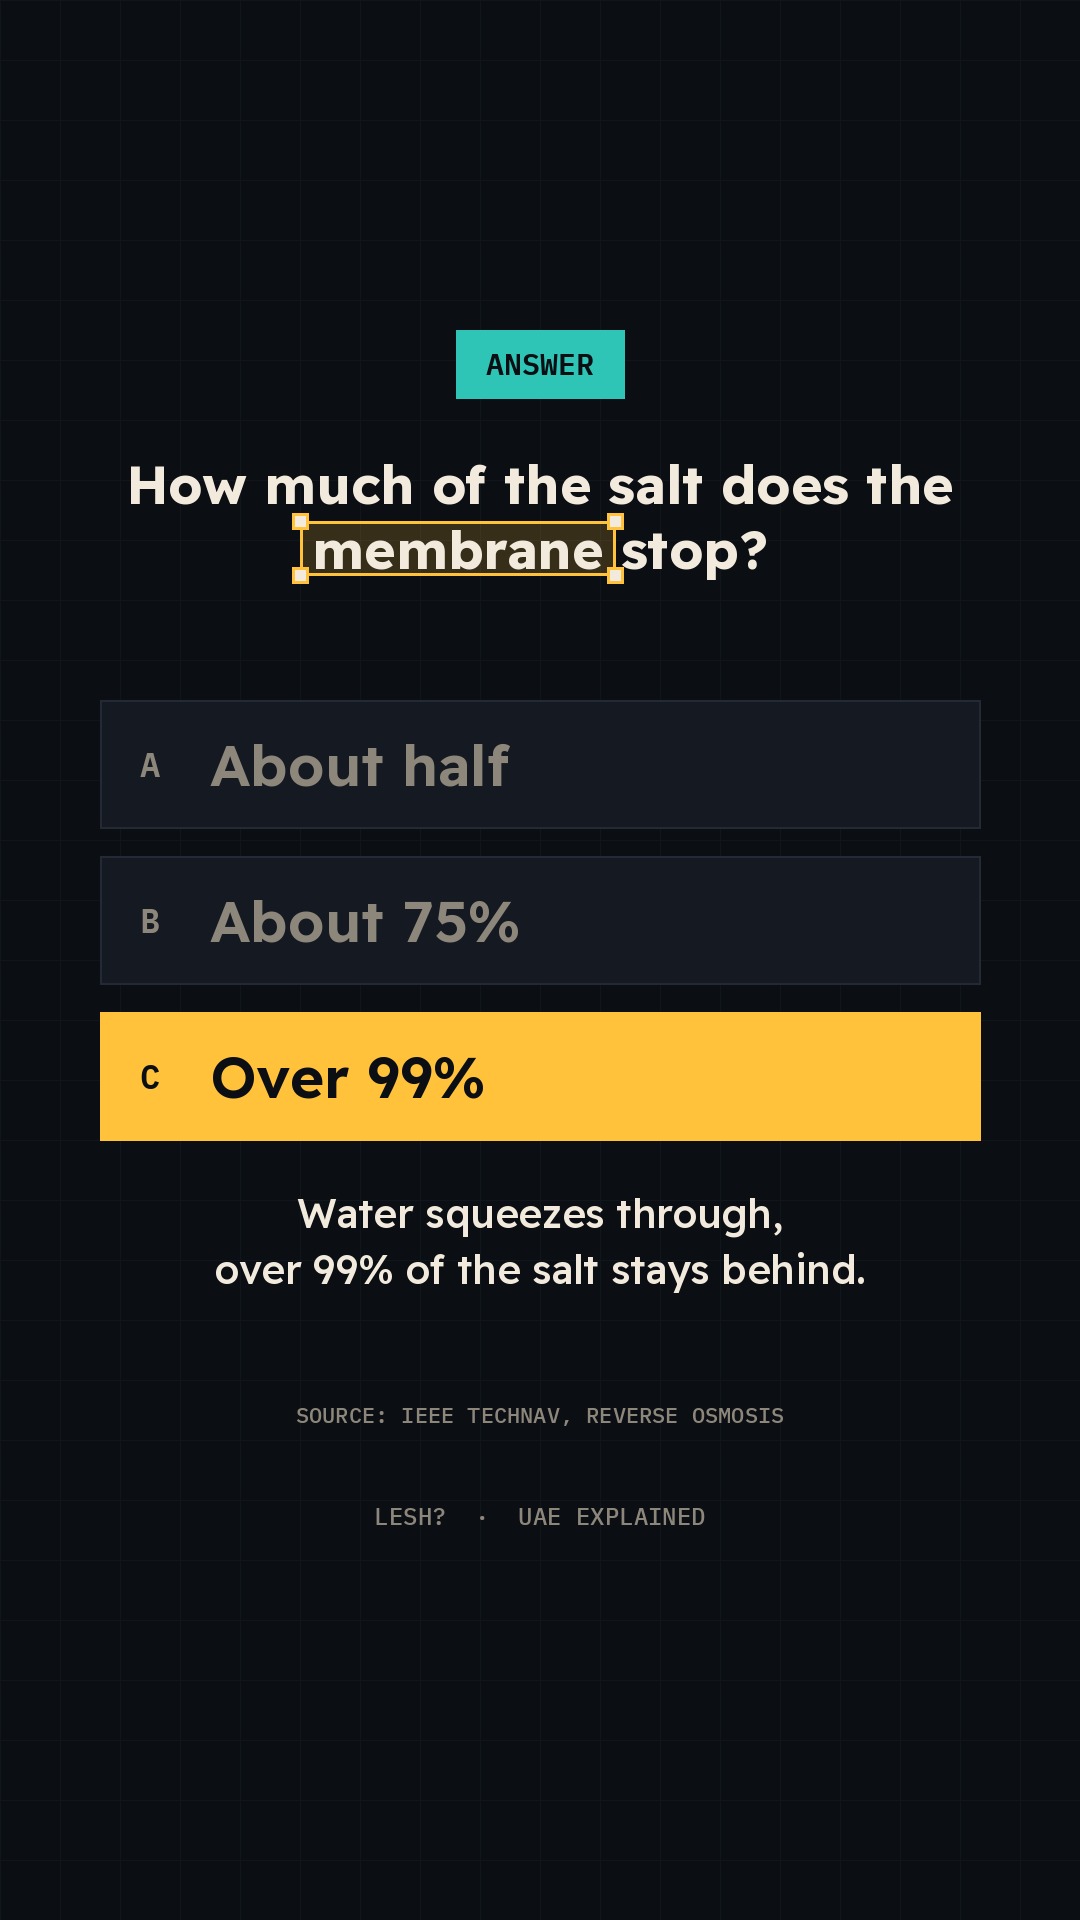 ANSWER
How much of the salt does the
membrane stop?
A About half
B About 75%
C Over 99%
Water squeezes through,
over 99% of the salt stays behind.
SOURCE: IEEE TECHNAV, REVERSE OSMOSIS
LESH? · UAE EXPLAINED